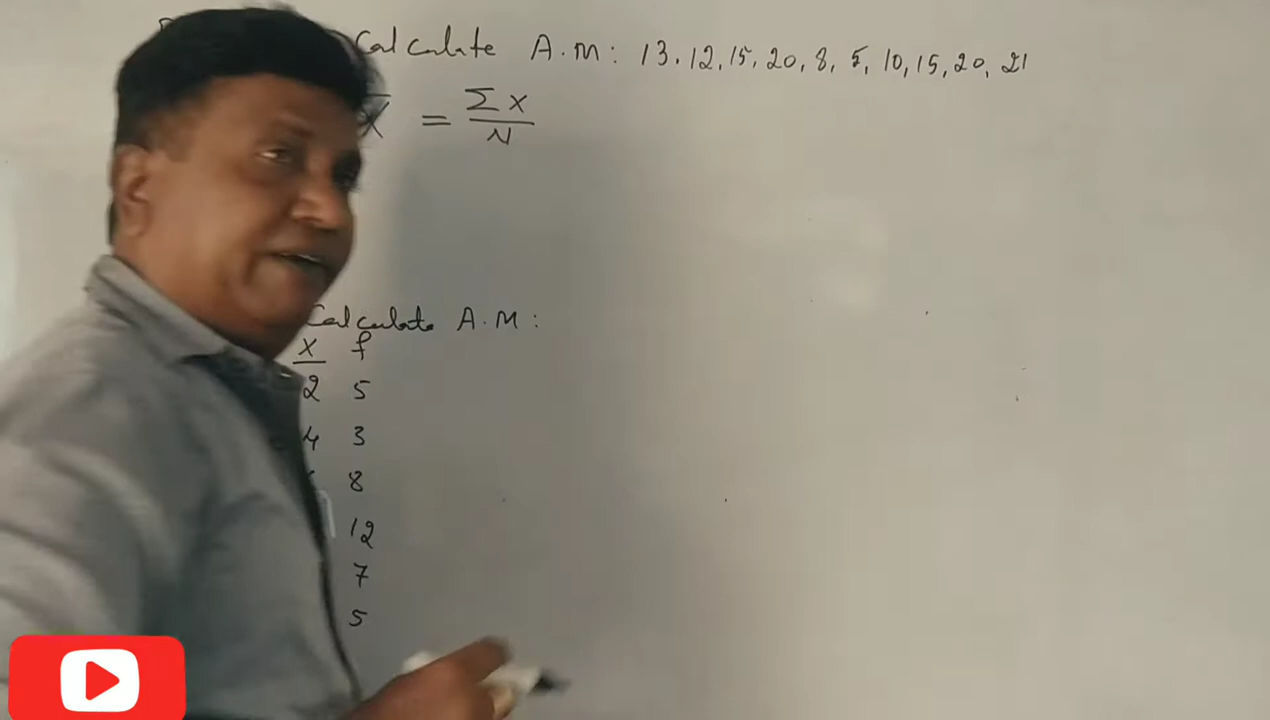 Calculate A.M: 13, 12, 15, 20, 8, 5, 10, 15, 20, 21
X̄ = Σx/N
Calculate A.M:
X f
2 5
4 3
8
12
7
5